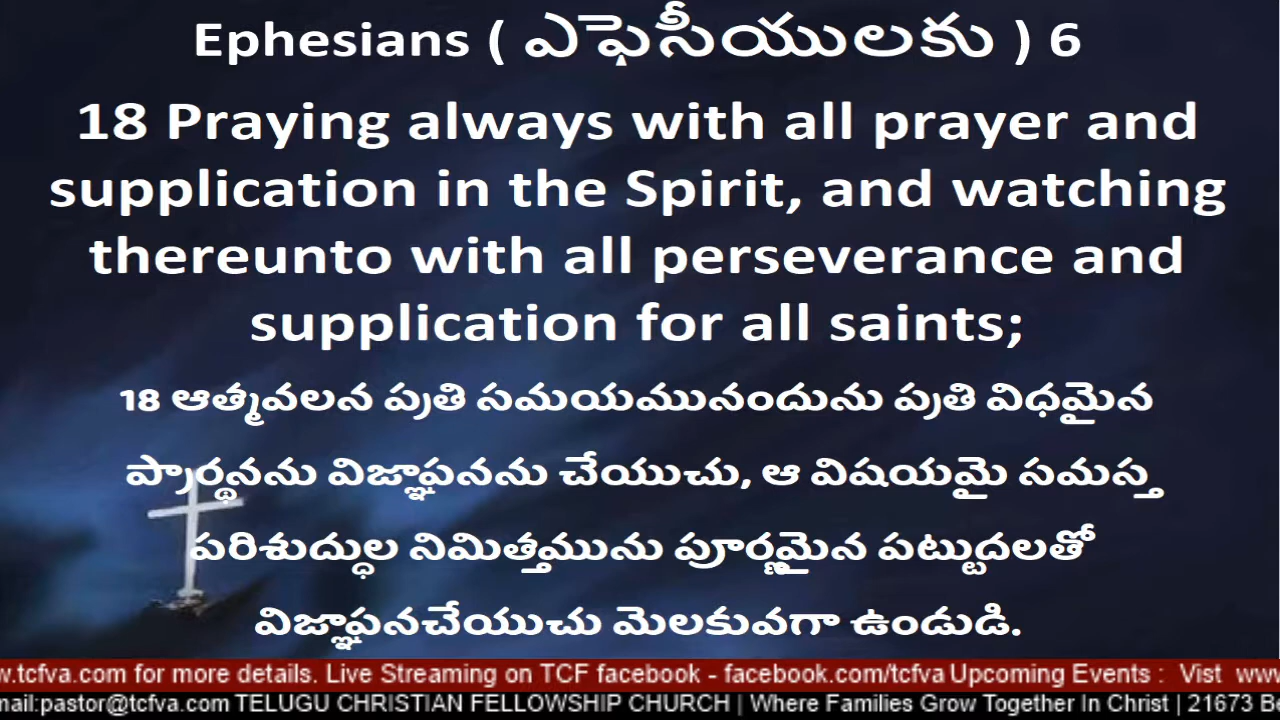 Ephesians ( ఎఫెసీయులకు ) 6
18 Praying always with all prayer and
supplication in the Spirit, and watching
thereunto with all perseverance and
supplication for all saints;
18 ఆత్మవలన ప్రతి సమయమునందును ప్రతి విధమైన
ప్రార్థనను విజ్ఞాపనను చేయుచు, ఆ విషయమై సమస్త
పరిశుద్ధుల నిమిత్తమును పూర్ణమైన పట్టుదలతో
విజ్ఞాపనచేయుచు మెలకువగా ఉండుడి.
w.tcfva.com for more details. Live Streaming on TCF facebook - facebook.com/tcfva Upcoming Events : Vist www
mail:pastor@tcfva.com TELUGU CHRISTIAN FELLOWSHIP CHURCH | Where Families Grow Together In Christ | 21673